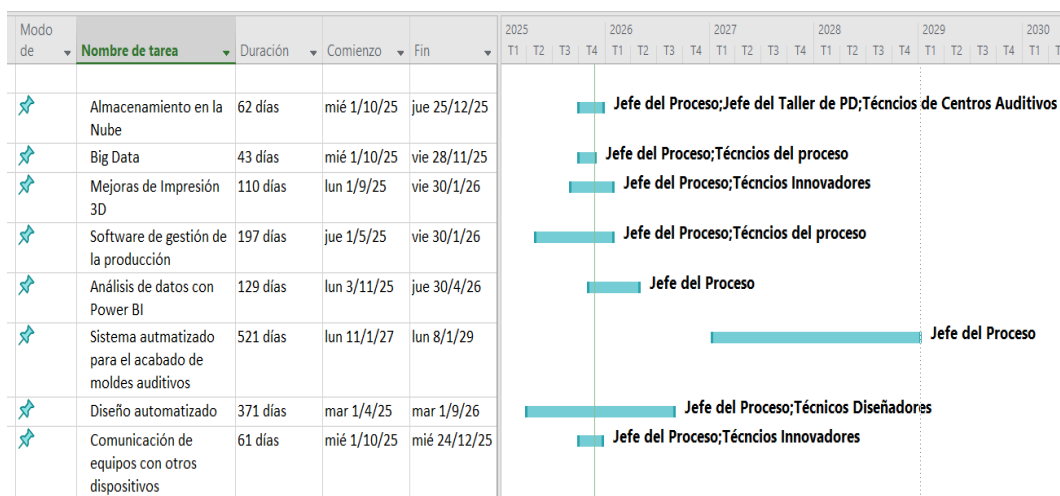 Modo
de
Nombre de tarea
Duración
Comienzo
Fin
2025
2026
2027
2028
2029
2030
T1 T2 T3 T4 T1 T2 T3 T4 T1 T2 T3 T4 T1 T2 T3 T4 T1 T2 T3 T4 T1
Almacenamiento en la 62 días mié 1/10/25 jue 25/12/25 Jefe del Proceso;Jefe del Taller de PD;Técncios de Centros Auditivos
Nube
Big Data 43 días mié 1/10/25 vie 28/11/25 Jefe del Proceso;Técncios del proceso
Mejoras de Impresión 110 días lun 1/9/25 vie 30/1/26 Jefe del Proceso;Técncios Innovadores
3D
Software de gestión de 197 días jue 1/5/25 vie 30/1/26 Jefe del Proceso;Técncios del proceso
la producción
Análisis de datos con 129 días lun 3/11/25 jue 30/4/26 Jefe del Proceso
Power BI
Sistema autmatizado 521 días lun 11/1/27 lun 8/1/29 Jefe del Proceso
para el acabado de
moldes auditivos
Diseño automatizado 371 días mar 1/4/25 mar 1/9/26 Jefe del Proceso;Técnicos Diseñadores
Comunicación de 61 días mié 1/10/25 mié 24/12/25 Jefe del Proceso;Técncios Innovadores
equipos con otros
dispositivos